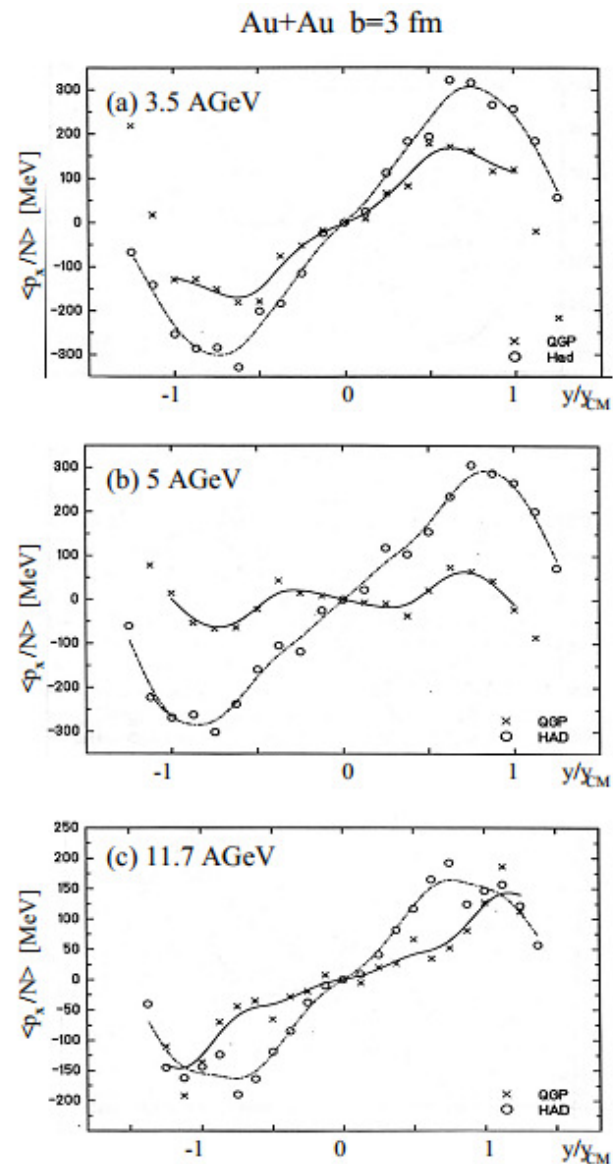 Au+Au b=3 fm
(a) 3.5 AGeV
300
200
100
0
-100
-200
-300
<p_x/N> [MeV]
× QGP
o Had
-1 0 1 y/y_CM
(b) 5 AGeV
300
200
100
0
-100
-200
-300
<p_x/N> [MeV]
× QGP
o HAD
-1 0 1 y/y_CM
(c) 11.7 AGeV
250
200
150
100
50
0
-50
-100
-150
-200
<p_x/N> [MeV]
× QGP
o HAD
-1 0 1 y/y_CM